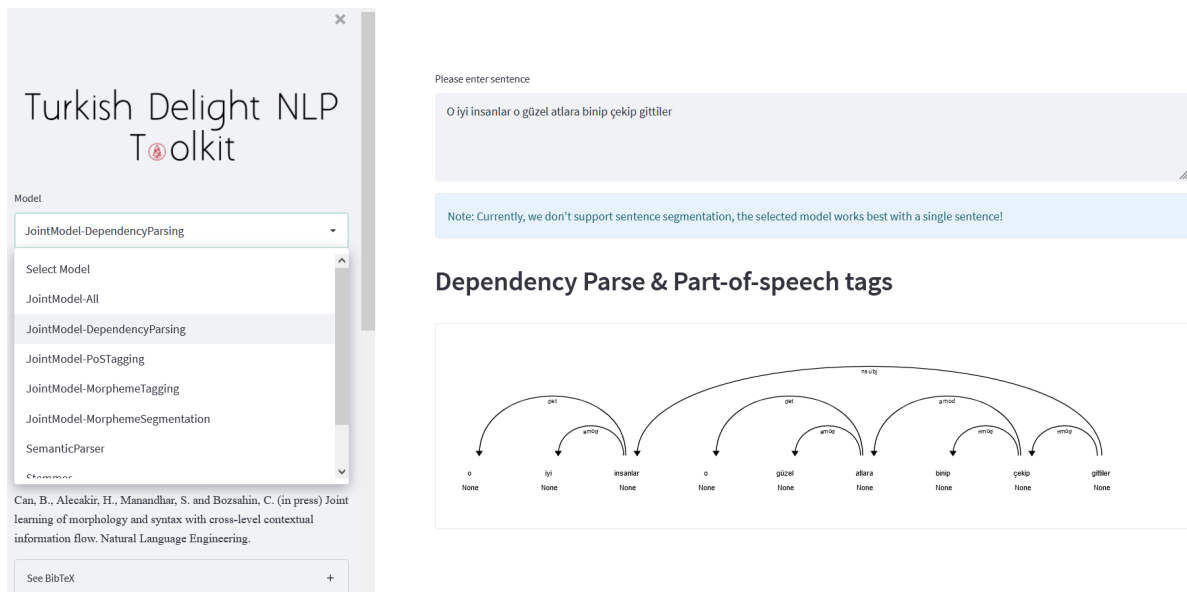 ×
Turkish Delight NLP
Toolkit
Model
JointModel-DependencyParsing
Select Model
JointModel-All
JointModel-DependencyParsing
JointModel-PoSTagging
JointModel-MorphemeTagging
JointModel-MorphemeSegmentation
SemanticParser
Stemmer
Can, B., Alecakir, H., Manandhar, S. and Bozsahin, C. (in press) Joint
learning of morphology and syntax with cross-level contextual
information flow. Natural Language Engineering.
See BibTeX +
Please enter sentence
O iyi insanlar o güzel atlara binip çekip gittiler
Note: Currently, we don't support sentence segmentation, the selected model works best with a single sentence!
Dependency Parse & Part-of-speech tags
nsubj
det det amod
amod amod nmod nmod
o iyi insanlar o güzel atlara binip çekip gittiler
None None None None None None None None None